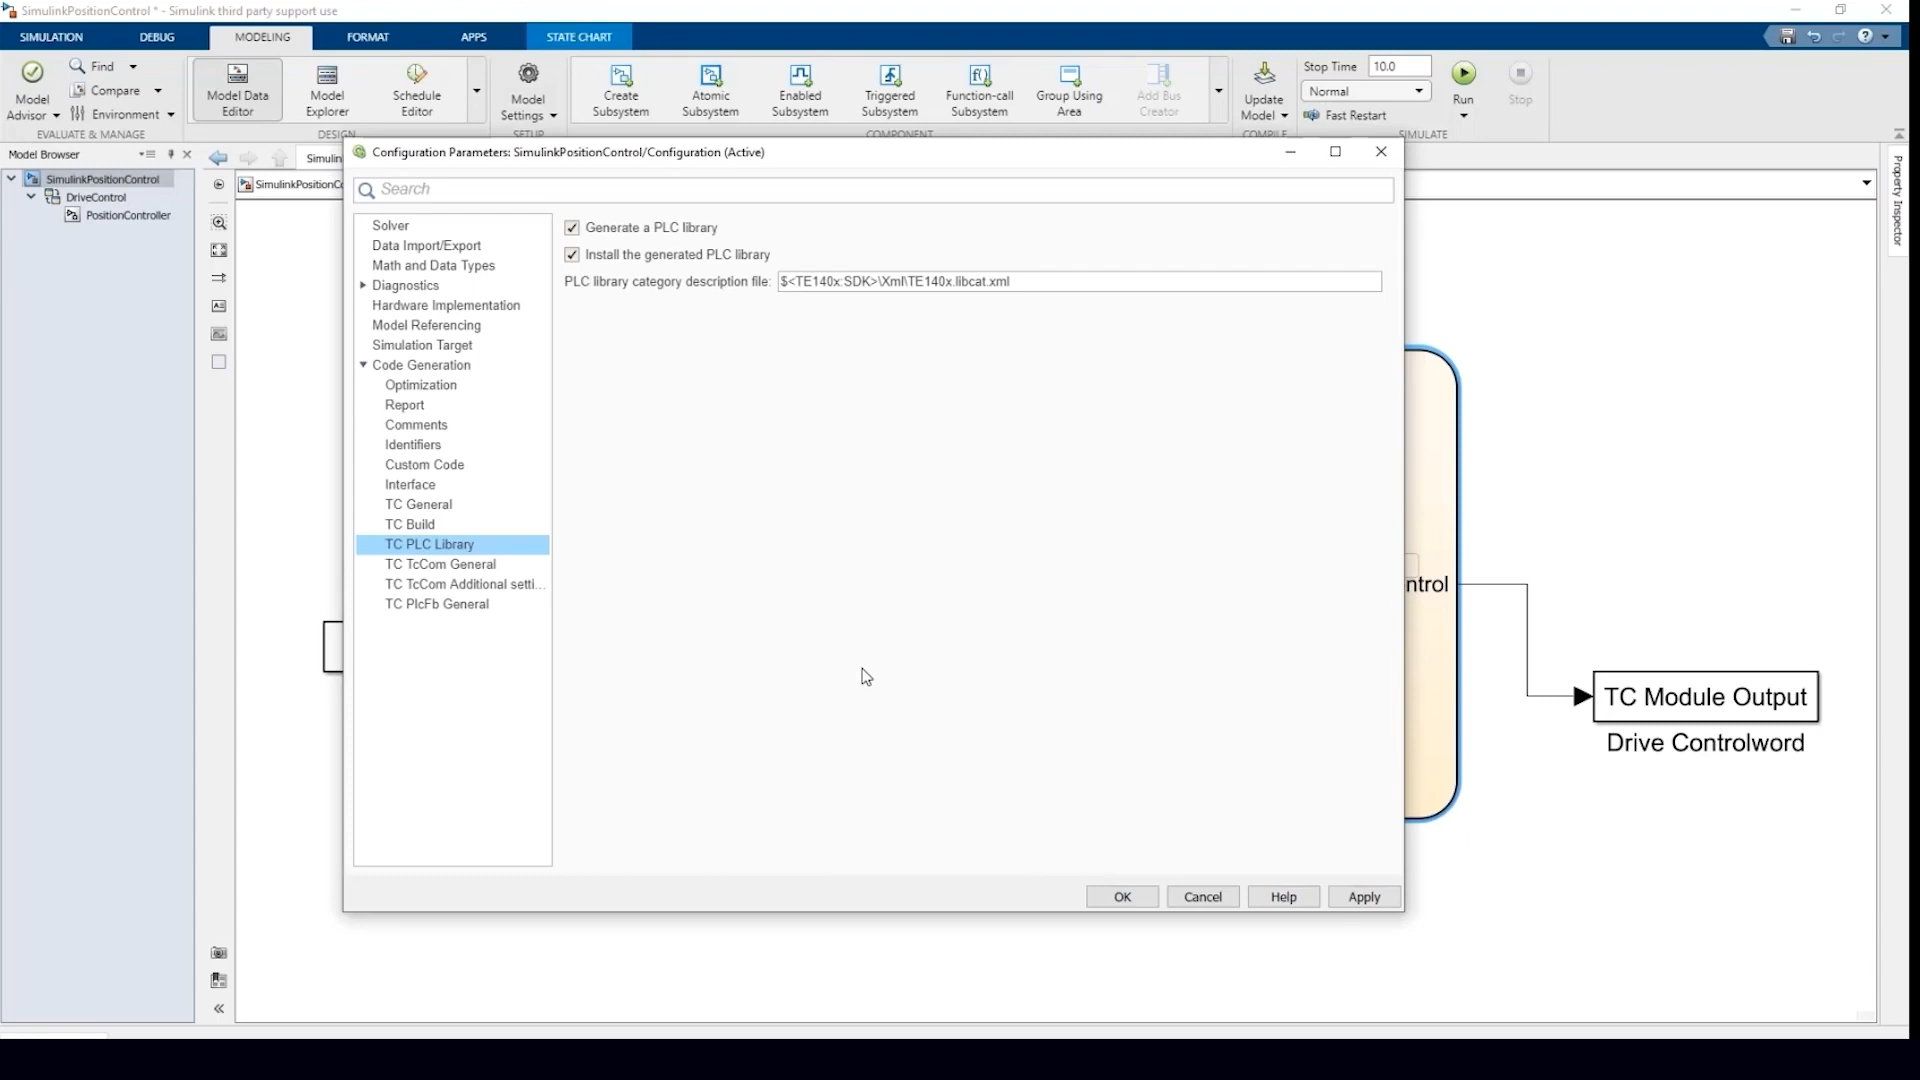 SimulinkPositionControl * - Simulink third party support use
SIMULATION DEBUG MODELING FORMAT APPS STATE CHART
Find
Compare
Environment
Model Advisor
EVALUATE & MANAGE
Model Data Editor
Model Explorer
Schedule Editor
DESIGN
Model Settings
SETUP
Create Subsystem
Atomic Subsystem
Enabled Subsystem
Triggered Subsystem
Function-call Subsystem
Group Using Area
Add Bus Creator
COMPONENT
Update Model
COMPILE
Stop Time 10.0
Normal
Fast Restart
Run
Stop
SIMULATE
Model Browser
SimulinkPositionControl
DriveControl
PositionController
Simulin
SimulinkPositionC
Property Inspector
Configuration Parameters: SimulinkPositionControl/Configuration (Active)
Search
Solver
Data Import/Export
Math and Data Types
Diagnostics
Hardware Implementation
Model Referencing
Simulation Target
Code Generation
Optimization
Report
Comments
Identifiers
Custom Code
Interface
TC General
TC Build
TC PLC Library
TC TcCom General
TC TcCom Additional setti...
TC PlcFb General
Generate a PLC library
Install the generated PLC library
PLC library category description file: $<TE140x:SDK>\Xml\TE140x.libcat.xml
OK Cancel Help Apply
ntrol
TC Module Output
Drive Controlword